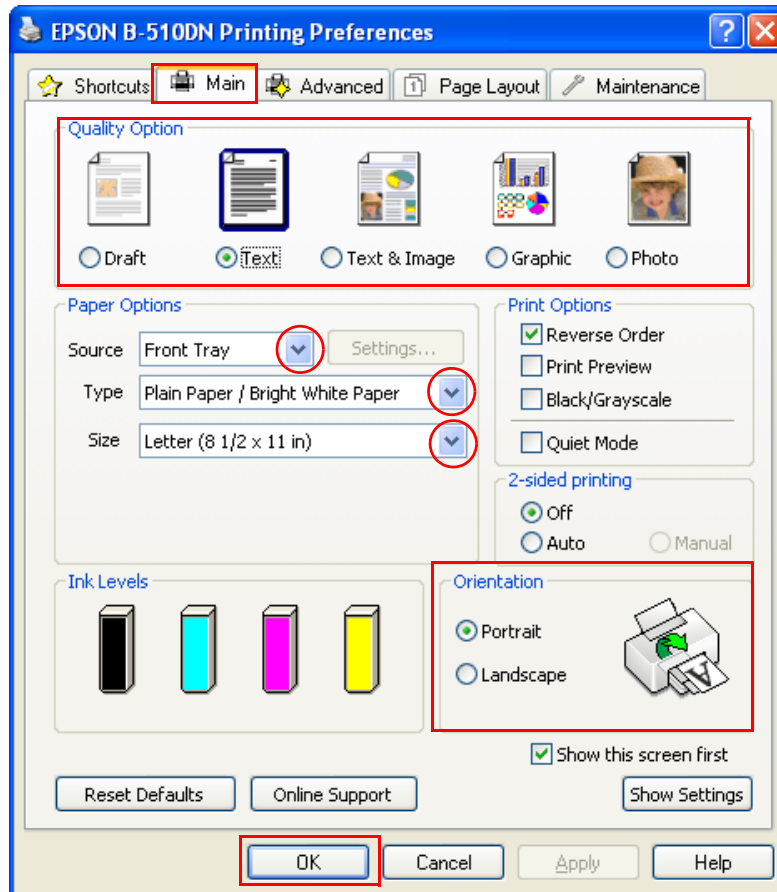 EPSON B-510DN Printing Preferences
Shortcuts Main Advanced Page Layout Maintenance
Quality Option
Draft Text Text & Image Graphic Photo
Paper Options
Source Front Tray Settings...
Type Plain Paper / Bright White Paper
Size Letter (8 1/2 x 11 in)
Print Options
Reverse Order
Print Preview
Black/Grayscale
Quiet Mode
2-sided printing
Off
Auto Manual
Ink Levels
Orientation
Portrait
Landscape
A
Show this screen first
Reset Defaults Online Support Show Settings
OK Cancel Apply Help